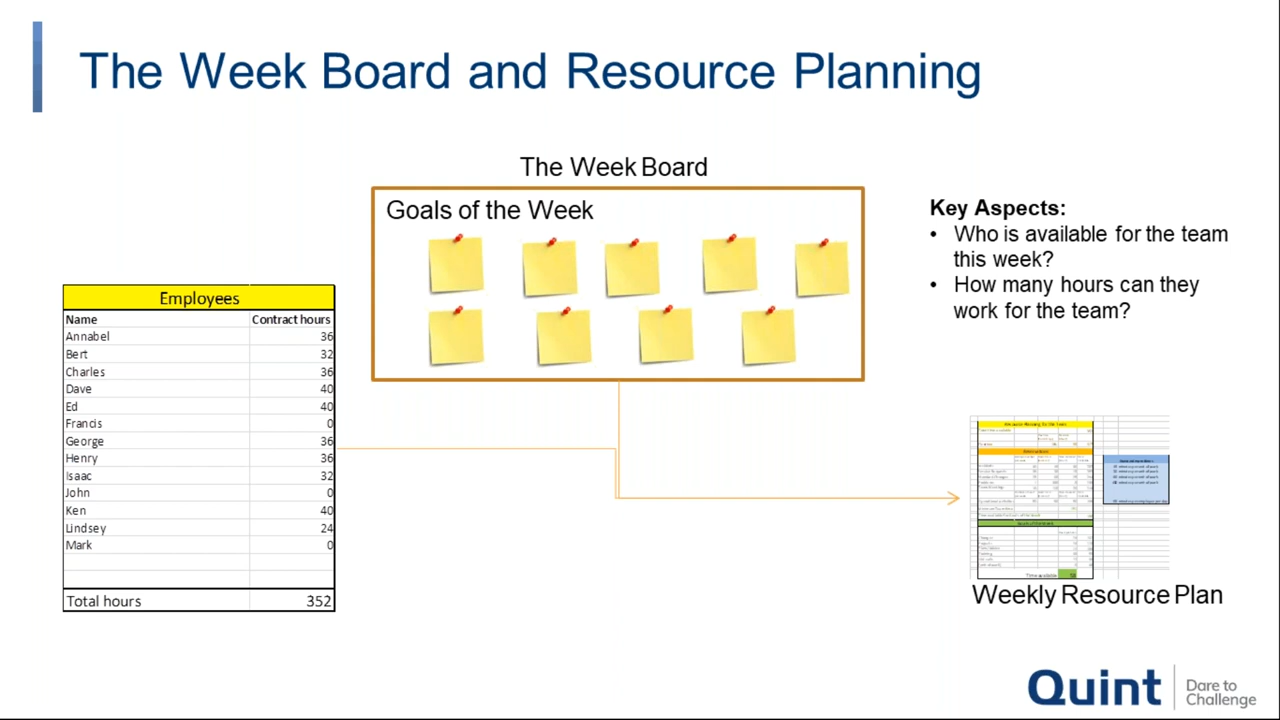 The Week Board and Resource Planning
The Week Board
Goals of the Week
Key Aspects:
• Who is available for the team
this week?
• How many hours can they
work for the team?
Employees
Name Contract hours
Annabel 36
Bert 32
Charles 36
Dave 40
Ed 40
Francis 0
George 36
Henry 36
Isaac 32
John 0
Ken 40
Lindsey 24
Mark 0
Total hours 352
Weekly Resource Plan
Quint
Dare to
Challenge